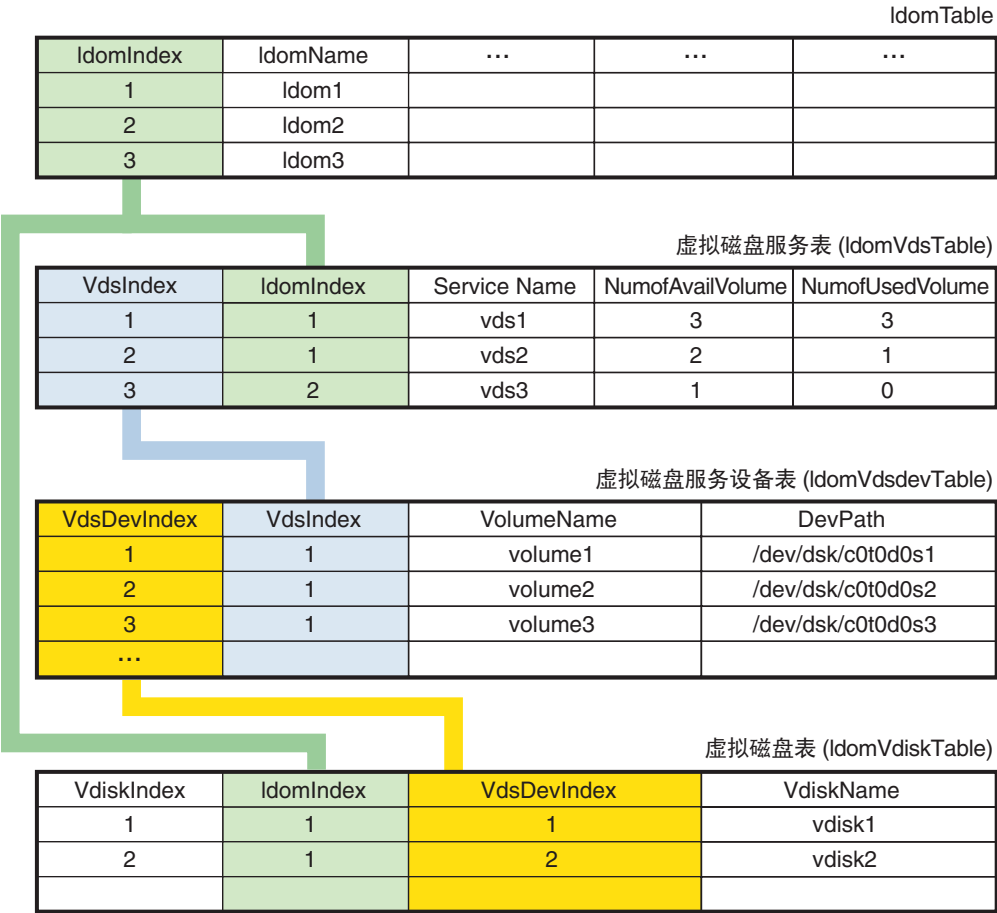 ldomTable
ldomIndex ldomName ... ... ...
1 ldom1
2 ldom2
3 ldom3
虚拟磁盘服务表 (ldomVdsTable)
VdsIndex ldomIndex Service Name NumofAvailVolume NumofUsedVolume
1 1 vds1 3 3
2 1 vds2 2 1
3 2 vds3 1 0
虚拟磁盘服务设备表 (ldomVdsdevTable)
VdsDevIndex VdsIndex VolumeName DevPath
1 1 volume1 /dev/dsk/c0t0d0s1
2 1 volume2 /dev/dsk/c0t0d0s2
3 1 volume3 /dev/dsk/c0t0d0s3
...
虚拟磁盘表 (ldomVdiskTable)
VdiskIndex ldomIndex VdsDevIndex VdiskName
1 1 1 vdisk1
2 1 2 vdisk2